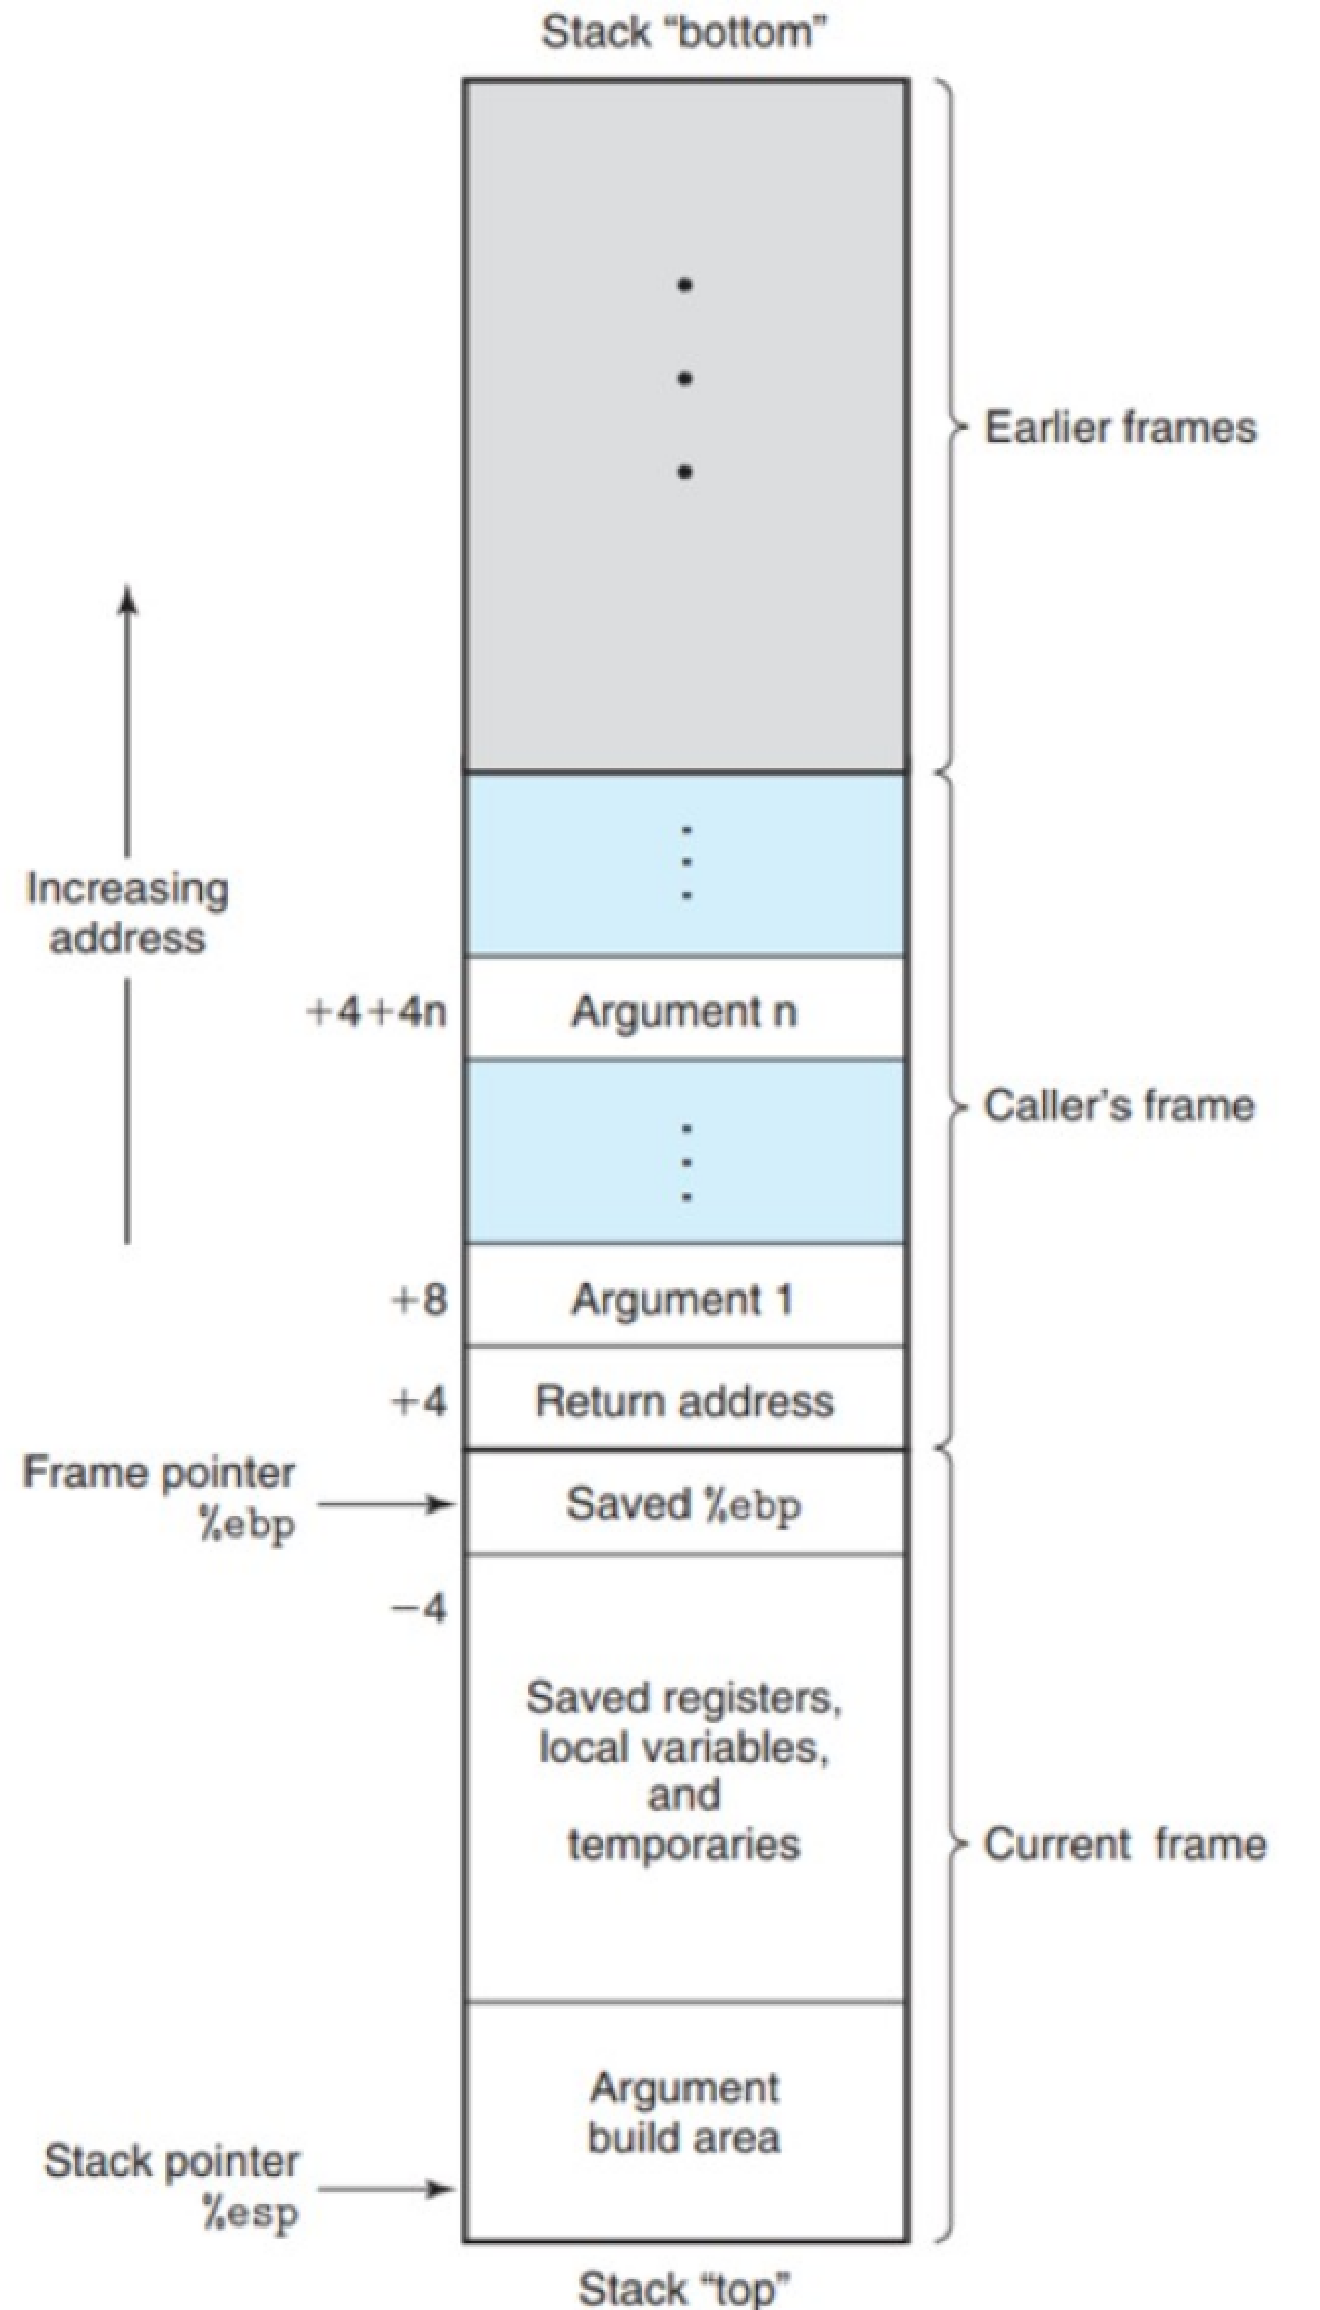 Stack “bottom”
Earlier frames
Increasing
address
+4+4n
Argument n
Caller’s frame
+8
Argument 1
+4
Return address
Frame pointer
%ebp
Saved %ebp
−4
Saved registers,
local variables,
and
temporaries
Current frame
Argument
build area
Stack pointer
%esp
Stack “top”